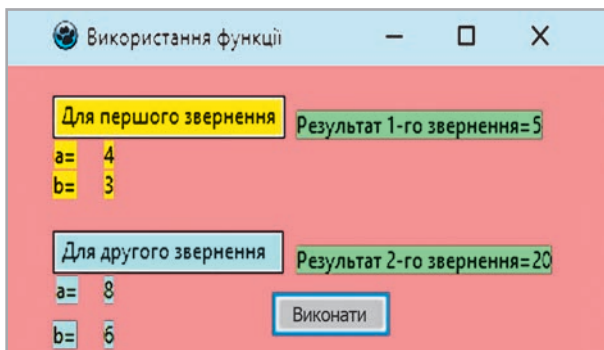 Використання функції
Для першого звернення
Результат 1-го звернення=5
a= 4
b= 3
Для другого звернення
Результат 2-го звернення=20
a= 8
Виконати
b= 6